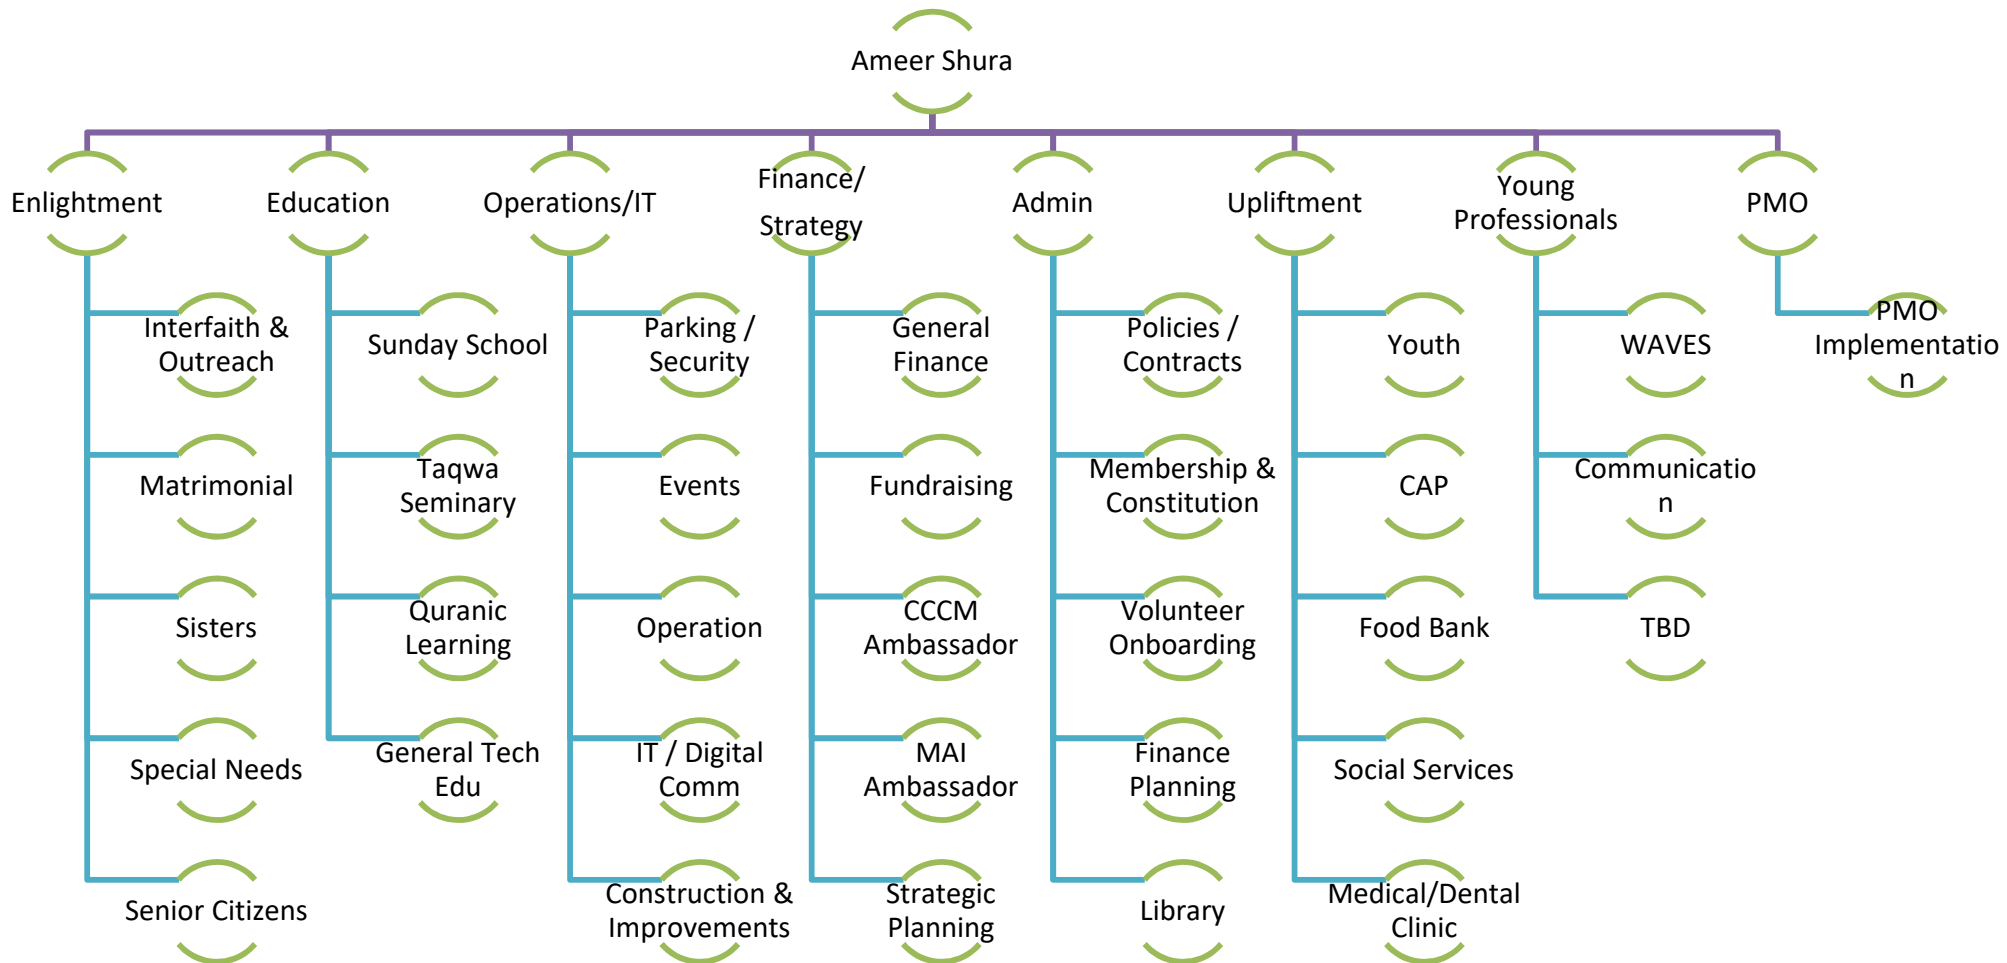 Ameer Shura
Enlightment
Education
Operations/IT
Finance/
Strategy
Admin
Upliftment
Young
Professionals
PMO
Interfaith &
Outreach
Sunday School
Parking /
Security
General
Finance
Policies /
Contracts
Youth
WAVES
PMO
Implementatio
n
Matrimonial
Taqwa
Seminary
Events
Fundraising
Membership &
Constitution
CAP
Communicatio
n
Sisters
Quranic
Learning
Operation
CCCM
Ambassador
Volunteer
Onboarding
Food Bank
TBD
Special Needs
General Tech
Edu
IT / Digital
Comm
MAI
Ambassador
Finance
Planning
Social Services
Senior Citizens
Construction &
Improvements
Strategic
Planning
Library
Medical/Dental
Clinic